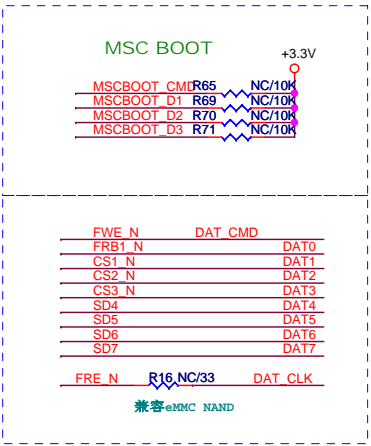 MSC BOOT
+3.3V
MSCBOOT_CMD R65 NC/10K
MSCBOOT_D1 R69 NC/10K
MSCBOOT_D2 R70 NC/10K
MSCBOOT_D3 R71 NC/10K
FWE_N DAT_CMD
FRB1_N DAT0
CS1_N DAT1
CS2_N DAT2
CS3_N DAT3
SD4 DAT4
SD5 DAT5
SD6 DAT6
SD7 DAT7
FRE_N R16 NC/33 DAT_CLK
兼容eMMC NAND